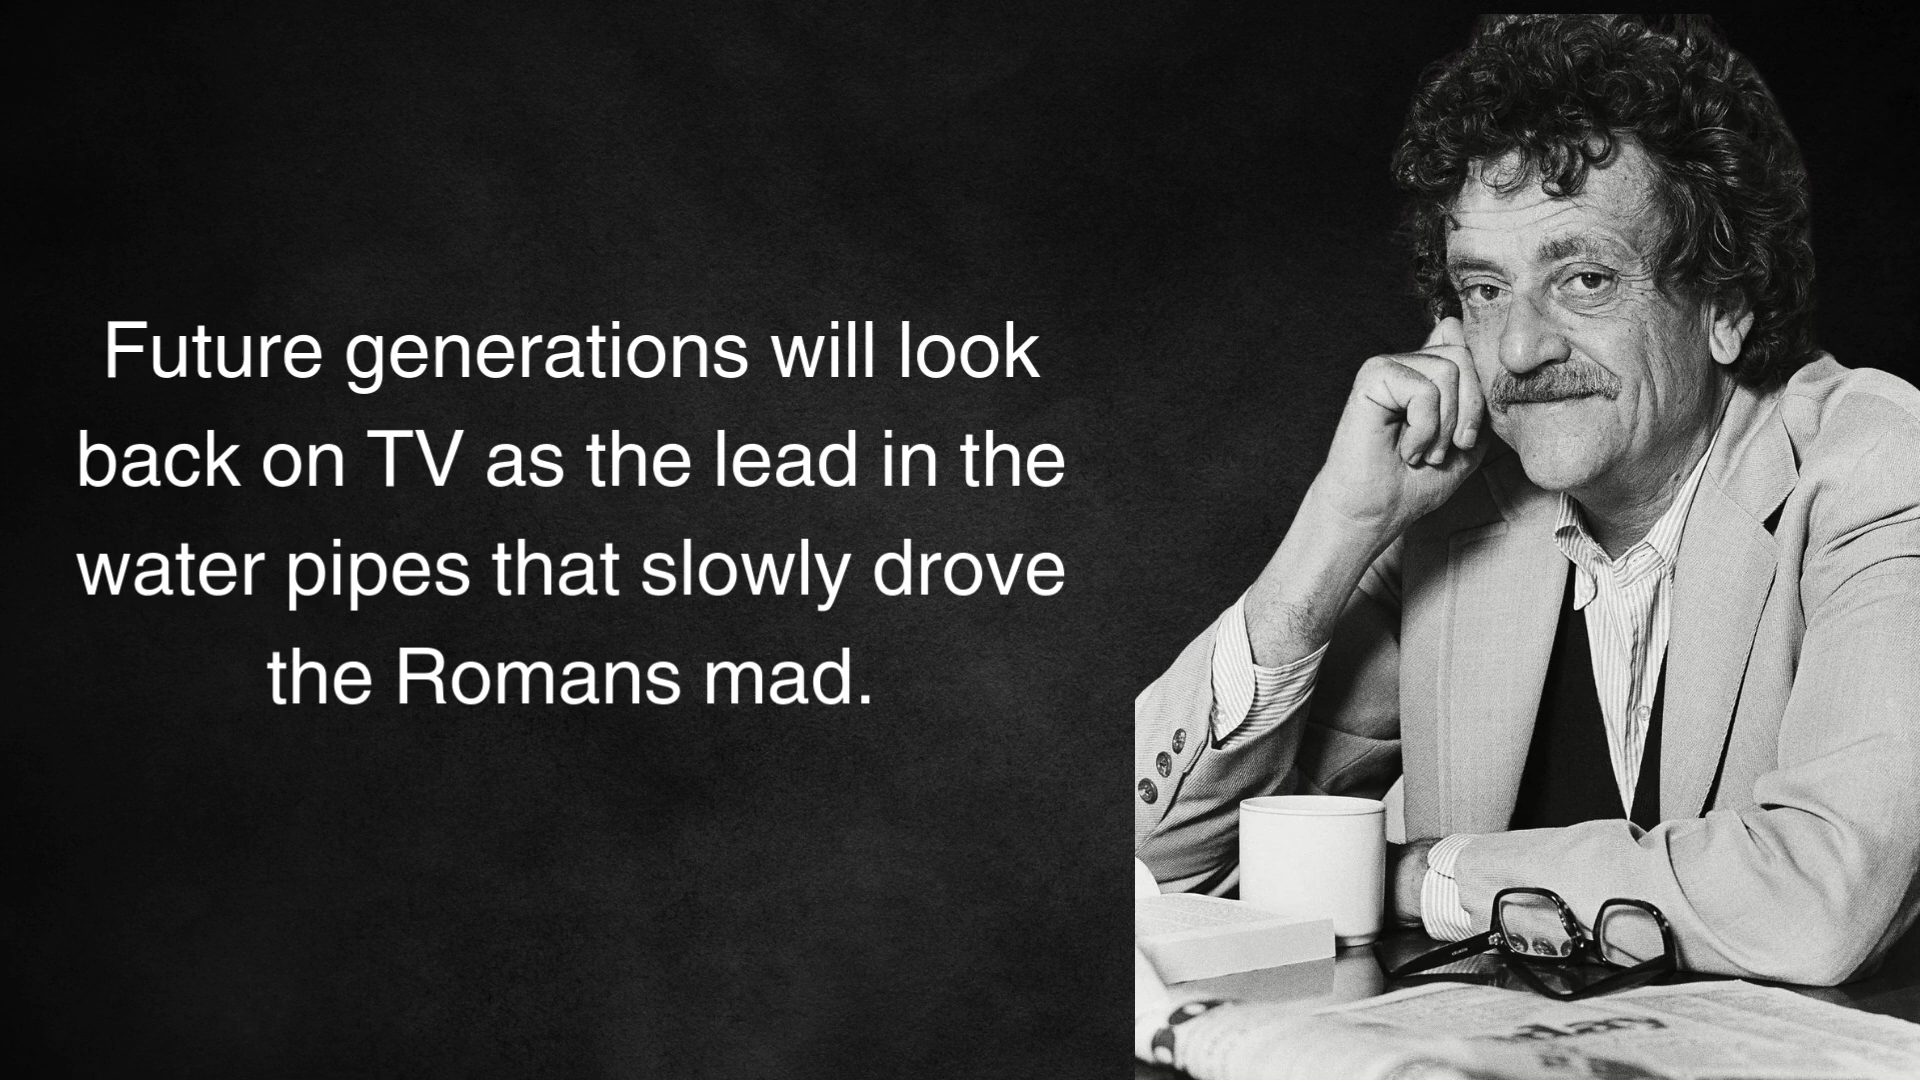 Future generations will look
back on TV as the lead in the
water pipes that slowly drove
the Romans mad.